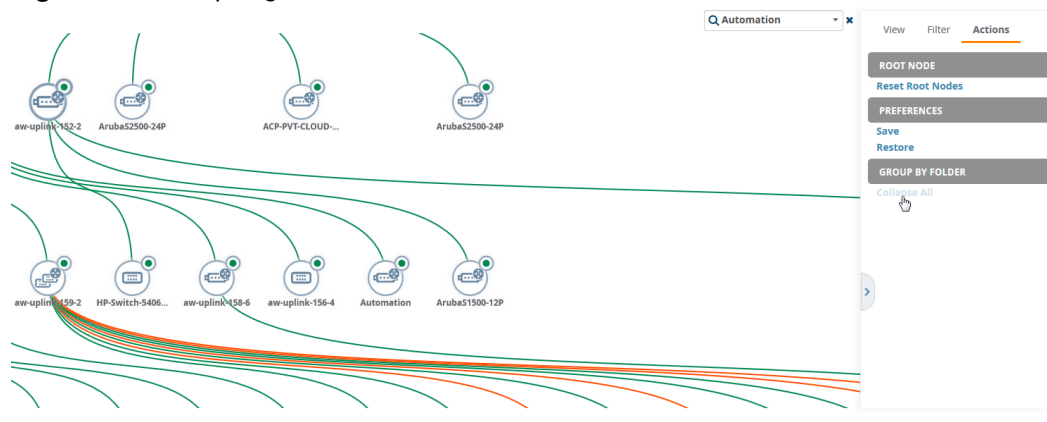 Automation
View Filter Actions
ROOT NODE
Reset Root Nodes
PREFERENCES
Save
Restore
GROUP BY FOLDER
Collapse All
aw-uplink-152-2 ArubaS2500-24P ACP-PVT-CLOUD-... ArubaS2500-24P
aw-uplink-159-2 HP-Switch-5406... aw-uplink-158-6 aw-uplink-156-4 Automation ArubaS1500-12P